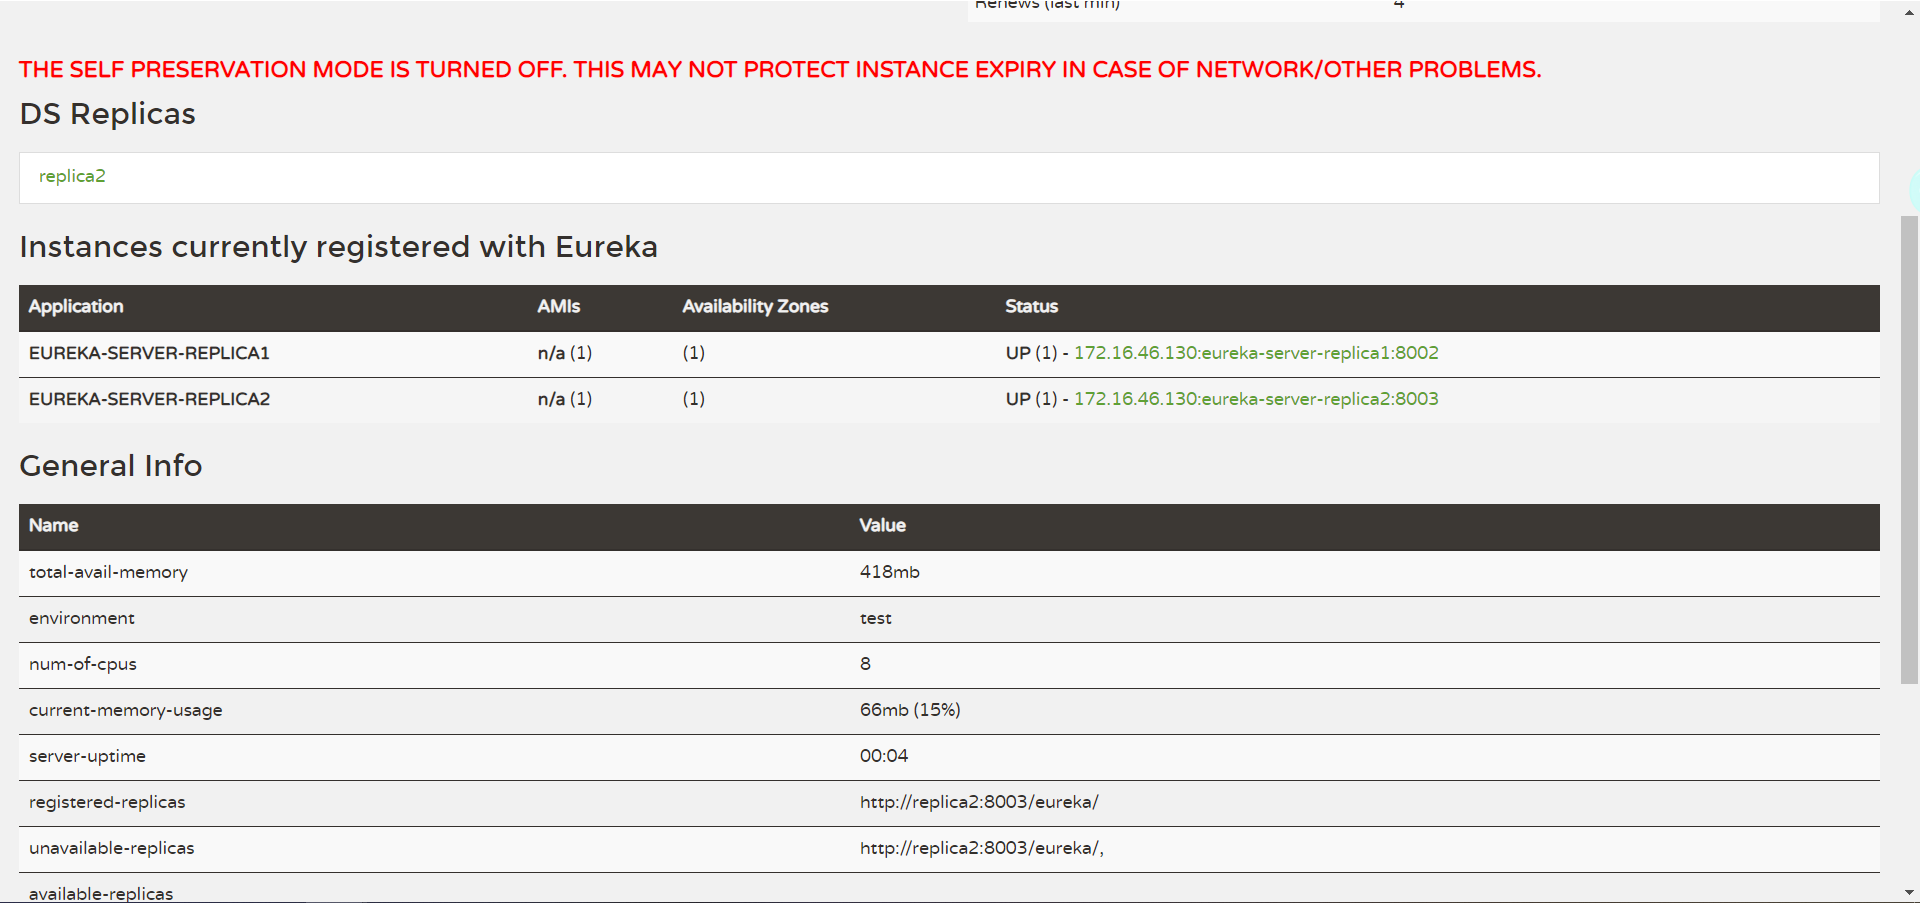 Renews (last min) 4
THE SELF PRESERVATION MODE IS TURNED OFF. THIS MAY NOT PROTECT INSTANCE EXPIRY IN CASE OF NETWORK/OTHER PROBLEMS.
DS Replicas
replica2
Instances currently registered with Eureka
Application AMIs Availability Zones Status
EUREKA-SERVER-REPLICA1 n/a (1) (1) UP (1) - 172.16.46.130:eureka-server-replica1:8002
EUREKA-SERVER-REPLICA2 n/a (1) (1) UP (1) - 172.16.46.130:eureka-server-replica2:8003
General Info
Name Value
total-avail-memory 418mb
environment test
num-of-cpus 8
current-memory-usage 66mb (15%)
server-uptime 00:04
registered-replicas http://replica2:8003/eureka/
unavailable-replicas http://replica2:8003/eureka/,
available-replicas